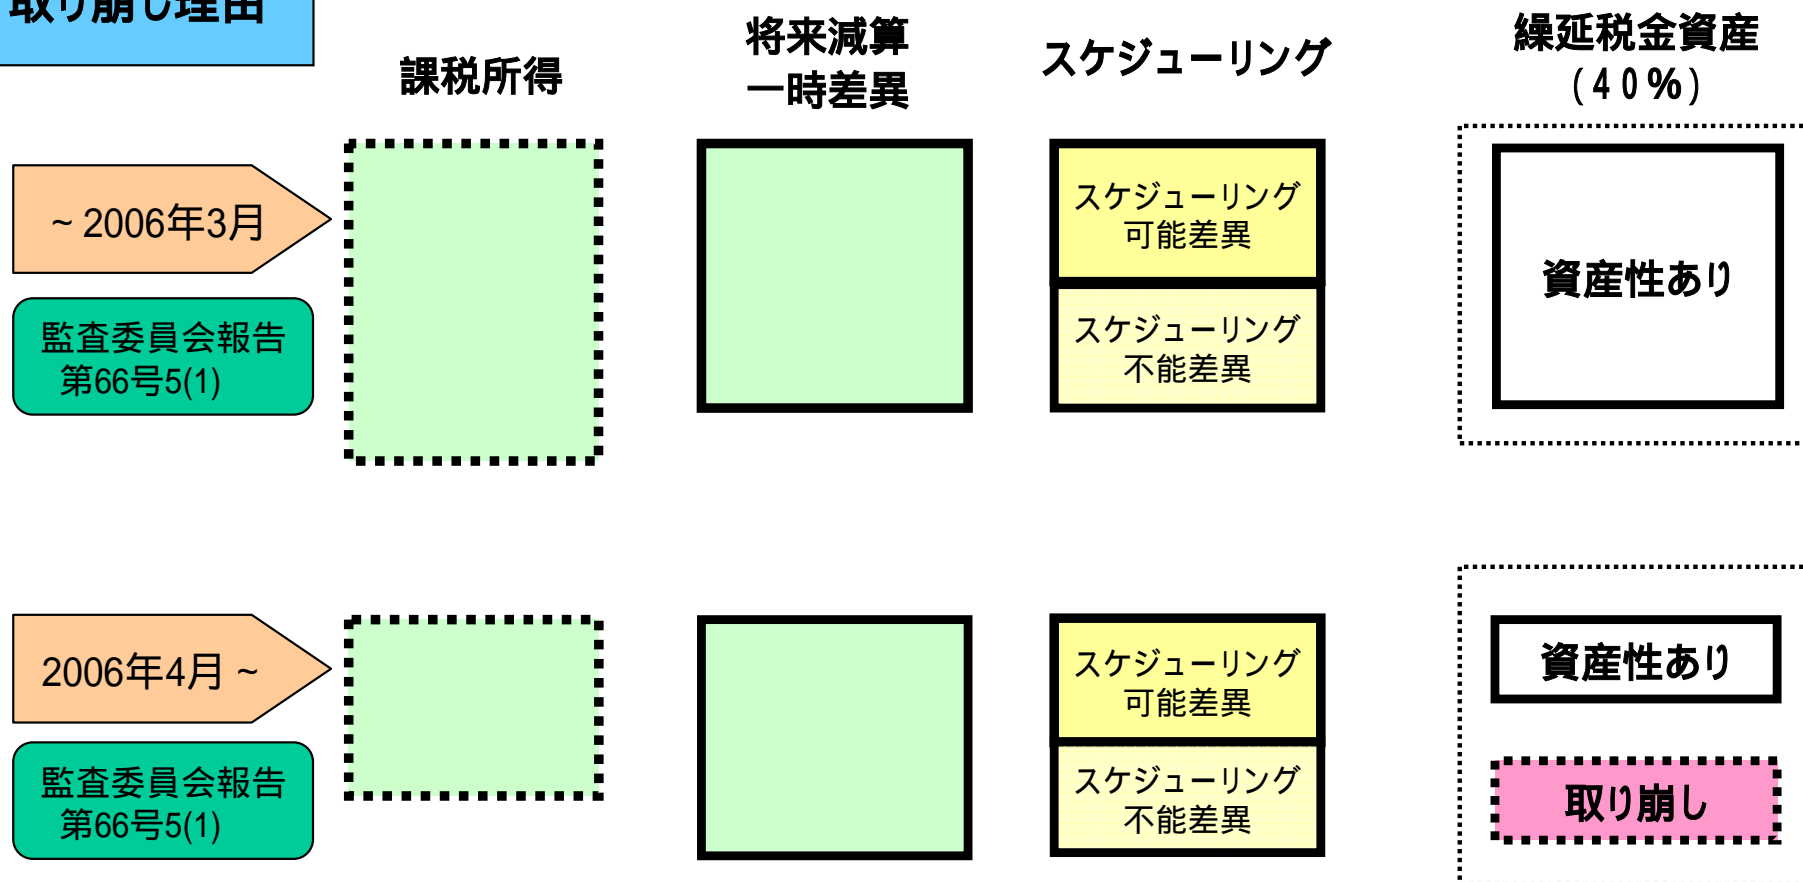 取り崩し理由
課税所得
将来減算
一時差異
スケジューリング
繰延税金資産
(40%)
~ 2006年3月
監査委員会報告
第66号5(1)
スケジューリング
可能差異
スケジューリング
不能差異
資産性あり
2006年4月 ~
監査委員会報告
第66号5(1)
スケジューリング
可能差異
スケジューリング
不能差異
資産性あり
取り崩し